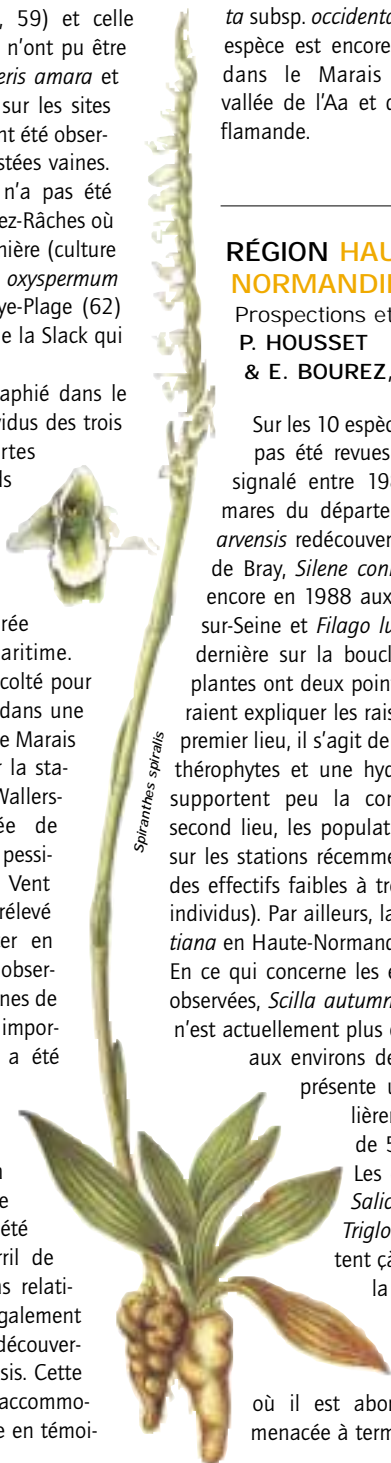 , 59) et celle
n'ont pu être
eris amara et
sur les sites
nt été obser-
stées vaines.
n'a pas été
ez-Râches où
nière (culture
oxyspermum
ye-Plage (62)
e la Slack qui
aphié dans le
vidus des trois
rtes
ls
rée
aritime.
colté pour
dans une
e Marais
r la sta-
Wallers-
ée de
pessi-
Vent
rélevé
er en
obser-
nes de
impor-
a été
n
e
été
rril de
ns relati-
galement
découver-
sis. Cette
accommo-
e en témoi-
Spiranthes spiralis
ta subsp. occidenta
espèce est encore
dans le Marais
vallée de l'Aa et d
flamande.
RÉGION HAU
NORMANDI
Prospections et
P. HOUSSET
& E. BOUREZ,
Sur les 10 espèc
pas été revues
signalé entre 19
mares du départe
arvensis redécouver
de Bray, Silene coni
encore en 1988 aux
sur-Seine et Filago lu
dernière sur la boucl
plantes ont deux poin
raient expliquer les rais
premier lieu, il s'agit de
thérophytes et une hyd
supportent peu la con
second lieu, les populat
sur les stations récemme
des effectifs faibles à tr
individus). Par ailleurs, la
tiana en Haute-Normand
En ce qui concerne les e
observées, Scilla autumn
n'est actuellement plus
aux environs de
présente u
lièrer
de 5
Les
Salic
Triglo
tent çà
la
où il est abor
menacée à term